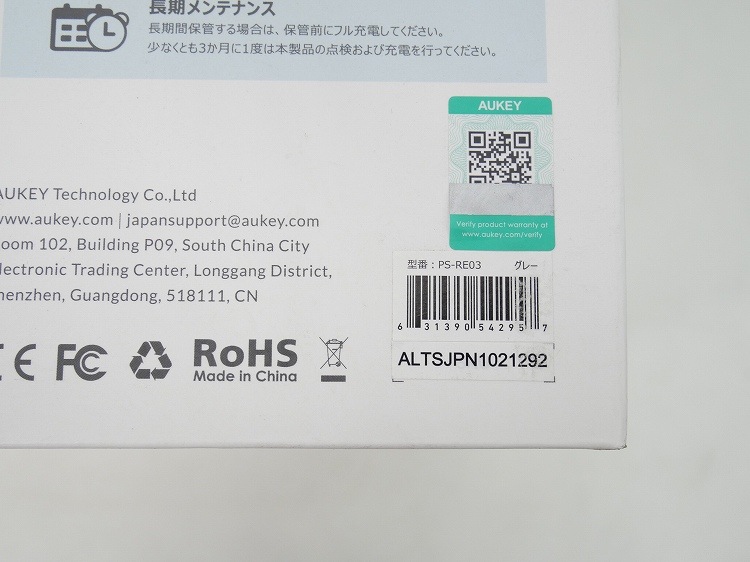 長期メンテナンス
長期間保管する場合は、保管前にフル充電してください。
少なくとも3か月に1度は本製品の点検および充電を行ってください。
AUKEY
Verify product warranty at
www.aukey.com/verify
AUKEY Technology Co.,Ltd
www.aukey.com | japansupport@aukey.com
oom 102, Building P09, South China City
lectronic Trading Center, Longgang District,
henzhen, Guangdong, 518111, CN
型番：PS-RE03 グレー
6 31390 54295 7
ALTSJPN1021292
CE FC
RoHS
Made in China